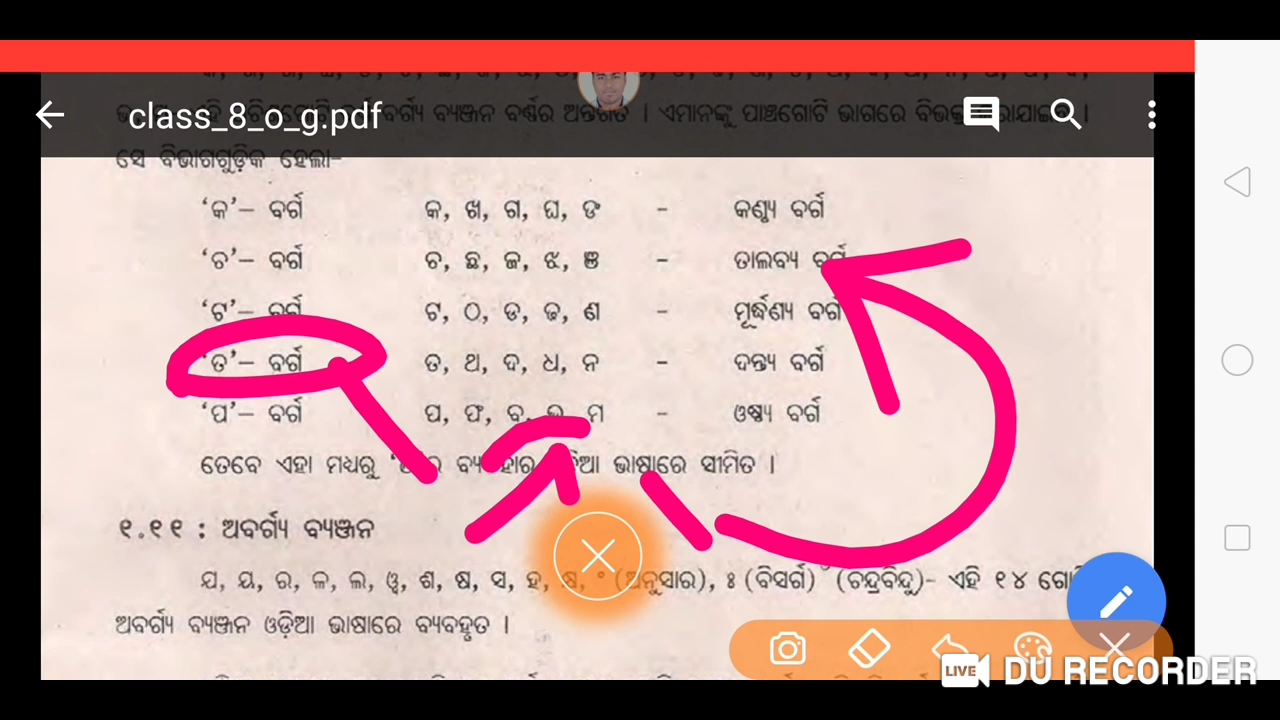 class_8_o_g.pdf
ବର୍ଗ୍ୟ ବ୍ୟଞ୍ଜନ ବର୍ଣ୍ଣର ଅନ୍ତର୍ଗତ । ଏମାନଙ୍କୁ ପାଞ୍ଚଗୋଟି ଭାଗରେ
ସେ ବିଭାଗଗୁଡ଼ିକ ହେଲା-
‘କ’– ବର୍ଗ କ, ଖ, ଗ, ଘ, ଙ - କଣ୍ଠ୍ୟ ବର୍ଗ
‘ଚ’– ବର୍ଗ ଚ, ଛ, ଜ, ଝ, ଞ - ତାଲବ୍ୟ ବର୍ଗ
‘ଟ’– ବର୍ଗ ଟ, ଠ, ଡ, ଢ, ଣ - ମୂର୍ଦ୍ଧଣ୍ୟ ବର୍ଗ
‘ତ’– ବର୍ଗ ତ, ଥ, ଦ, ଧ, ନ - ଦନ୍ତ୍ୟ ବର୍ଗ
‘ପ’– ବର୍ଗ ପ, ଫ, ବ, ଭ, ମ - ଓଷ୍ଠ୍ୟ ବର୍ଗ
ତେବେ ଏହା ମଧ୍ୟରୁ ଭାଷାରେ ସୀମିତ ।
୧.୧୧ : ଅବର୍ଗ୍ୟ ବ୍ୟଞ୍ଜନ
ଯ, ୟ, ର, ଳ, ଲ, ୱ, ଶ, ଷ, ସ, ହ, କ୍ଷ, ଂ (ଅନୁସାର), ଃ (ବିସର୍ଗ) ଁ (ଚନ୍ଦ୍ରବିନ୍ଦୁ)- ଏହି ୧୪
ଅବର୍ଗ୍ୟ ବ୍ୟଞ୍ଜନ ଓଡ଼ିଆ ଭାଷାରେ ବ୍ୟବହୃତ ।
LIVE DU RECORDER